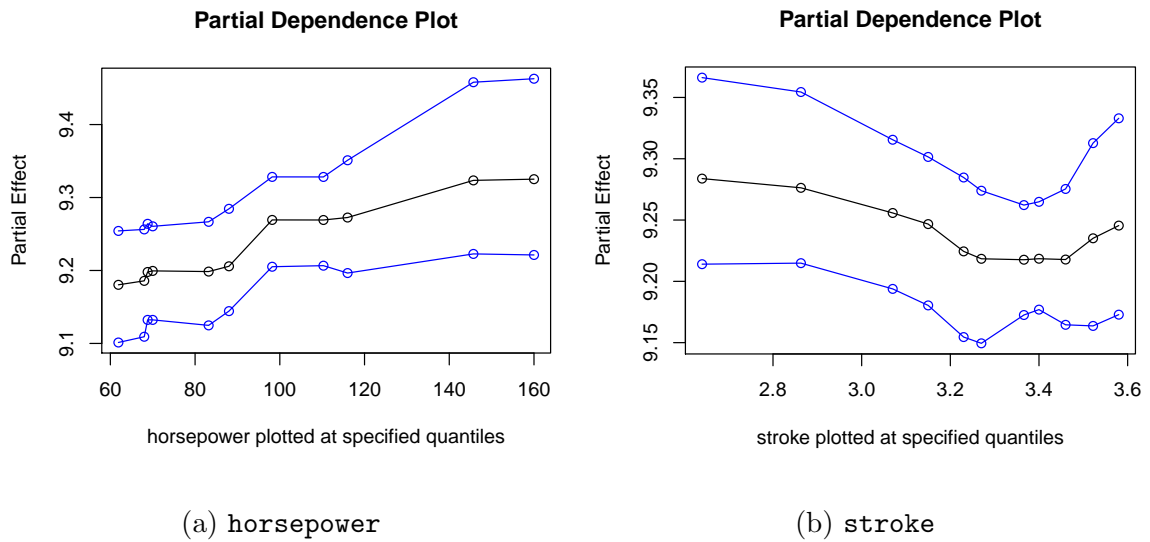 Partial Dependence Plot
Partial Effect
9.4
9.3
9.2
9.1
60 80 100 120 140 160
horsepower plotted at specified quantiles
(a) horsepower
Partial Dependence Plot
Partial Effect
9.35
9.30
9.25
9.20
9.15
2.8 3.0 3.2 3.4 3.6
stroke plotted at specified quantiles
(b) stroke